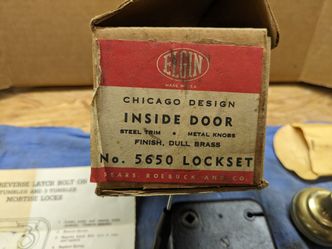 ELGIN
MADE IN U.S.A.
CHICAGO DESIGN
INSIDE DOOR
STEEL TRIM • METAL KNOBS
FINISH, DULL BRASS
No. 5650 LOCKSET
SEARS, ROEBUCK AND CO.
REVERSE LATCH BOLT ON
TUMBLER AND 3 TUMBLER
MORTISE LOCKS